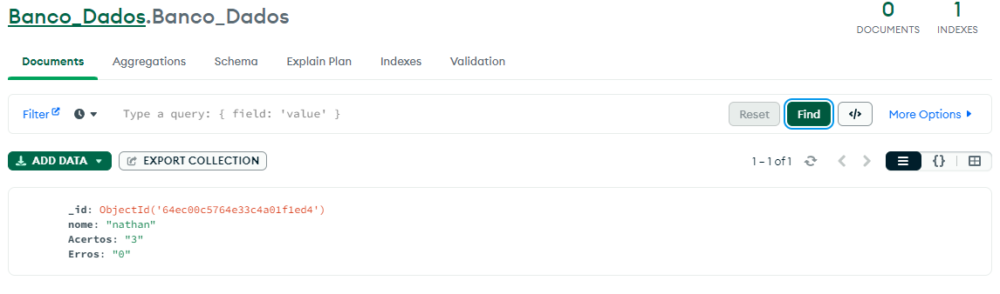 Banco_Dados.Banco_Dados
0 1
DOCUMENTS INDEXES
Documents Aggregations Schema Explain Plan Indexes Validation
Filter Type a query: { field: 'value' } Reset Find </> More Options
ADD DATA EXPORT COLLECTION 1 – 1 of 1 {}
_id: ObjectId('64ec00c5764e33c4a01f1ed4')
nome: "nathan"
Acertos: "3"
Erros: "0"